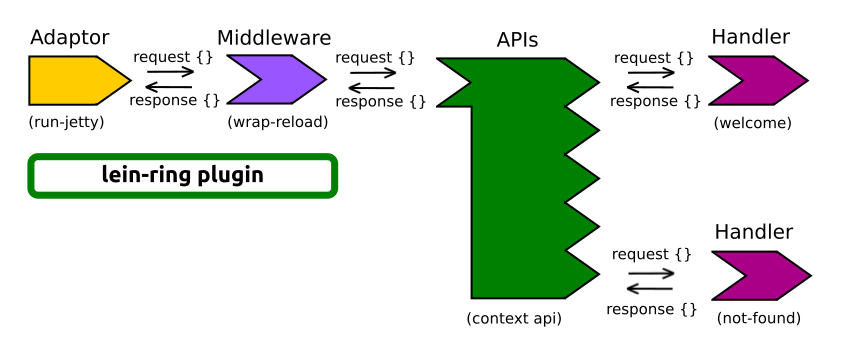 Adaptor
Middleware
APIs
Handler
request {}
request {}
request {}
response {}
response {}
response {}
(run-jetty)
(wrap-reload)
(welcome)
lein-ring plugin
Handler
request {}
response {}
(context api)
(not-found)